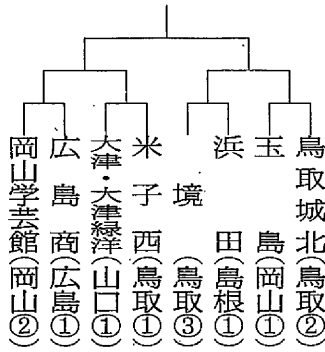 鳥取城北(鳥取②)
玉島(岡山①)
浜田(島根①)
境(鳥取③)
米子西(鳥取①)
大津・大津緑洋(山口①)
広島商(広島①)
岡山学芸館(岡山②)